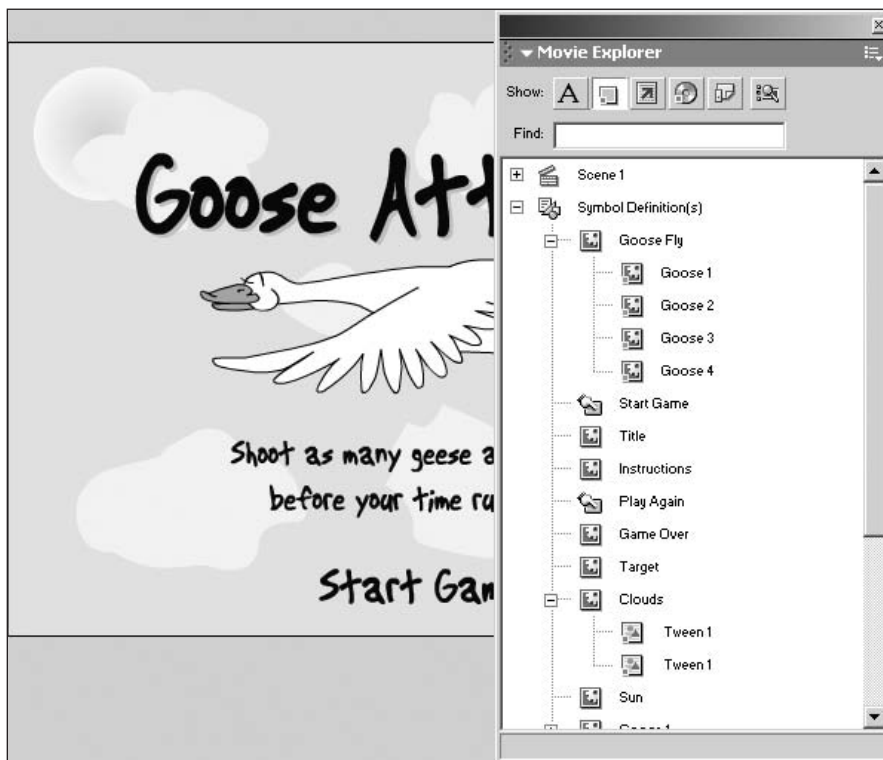 Goose Att
Shoot as many geese a
before your time ru
Start Gam
Movie Explorer
Show: A
Find:
Scene 1
Symbol Definition(s)
Goose Fly
Goose 1
Goose 2
Goose 3
Goose 4
Start Game
Title
Instructions
Play Again
Game Over
Target
Clouds
Tween 1
Tween 1
Sun